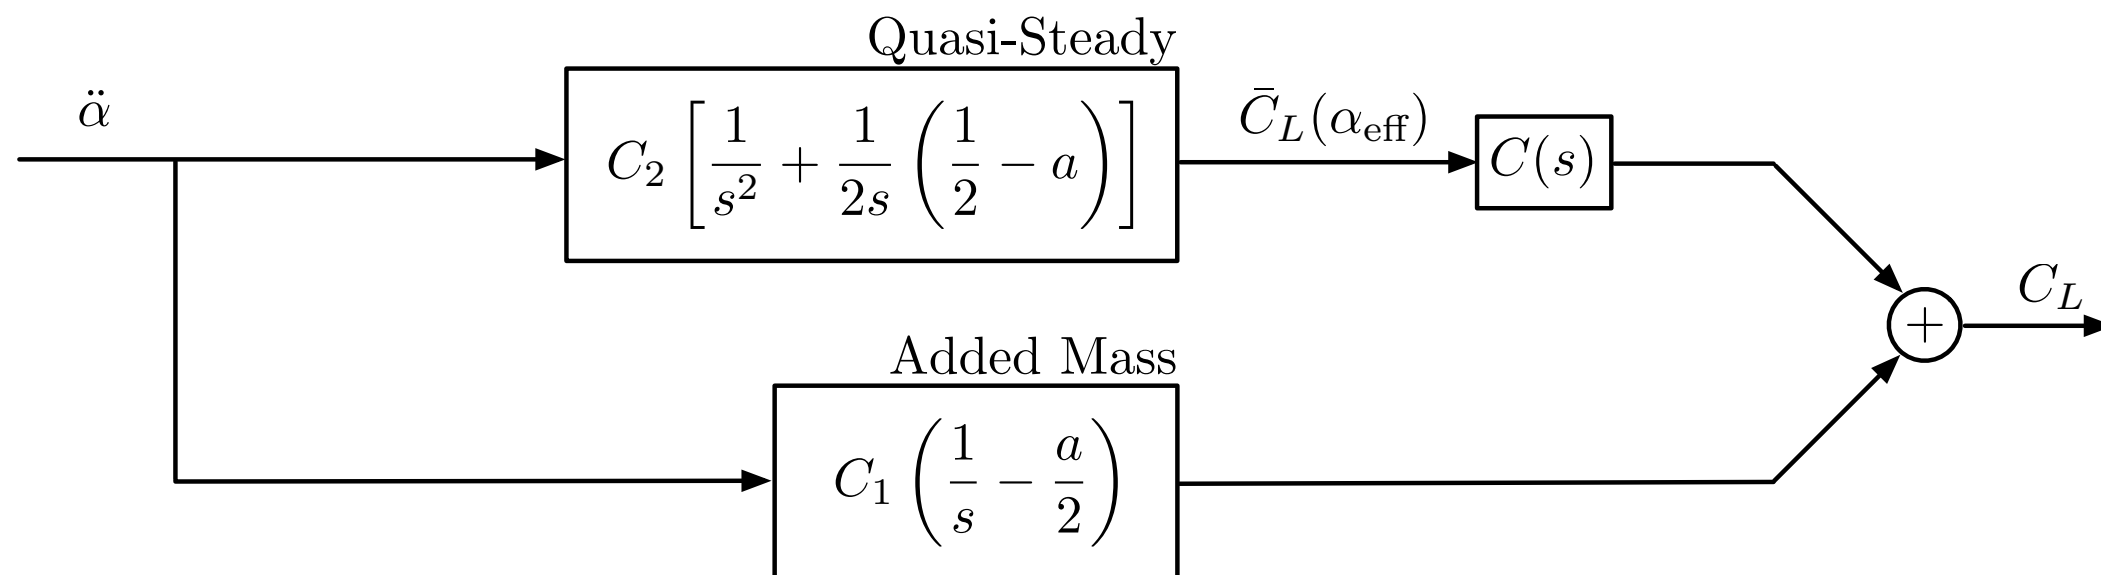 Quasi-Steady
α̈
C₂ [1/s² + 1/2s (1/2 − a)]
C̄_L(α_eff)
C(s)
+
C_L
Added Mass
C₁ (1/s − a/2)